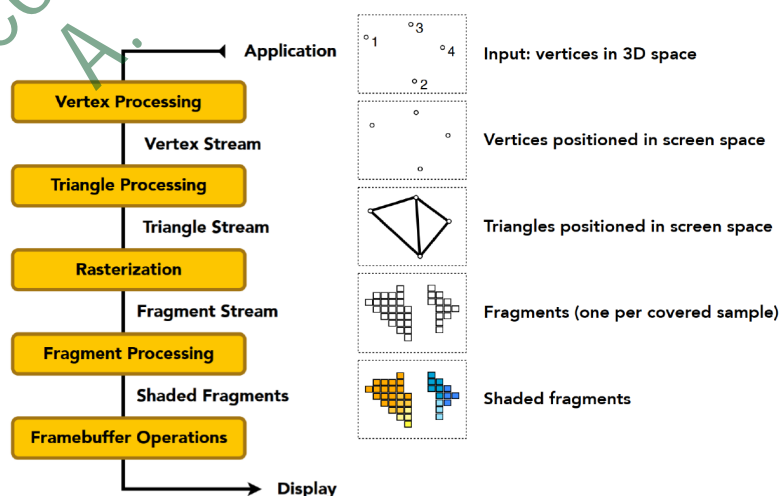 Application
Vertex Processing
Vertex Stream
Triangle Processing
Triangle Stream
Rasterization
Fragment Stream
Fragment Processing
Shaded Fragments
Framebuffer Operations
Display
1
3
4
2
Input: vertices in 3D space
Vertices positioned in screen space
Triangles positioned in screen space
Fragments (one per covered sample)
Shaded fragments
A.